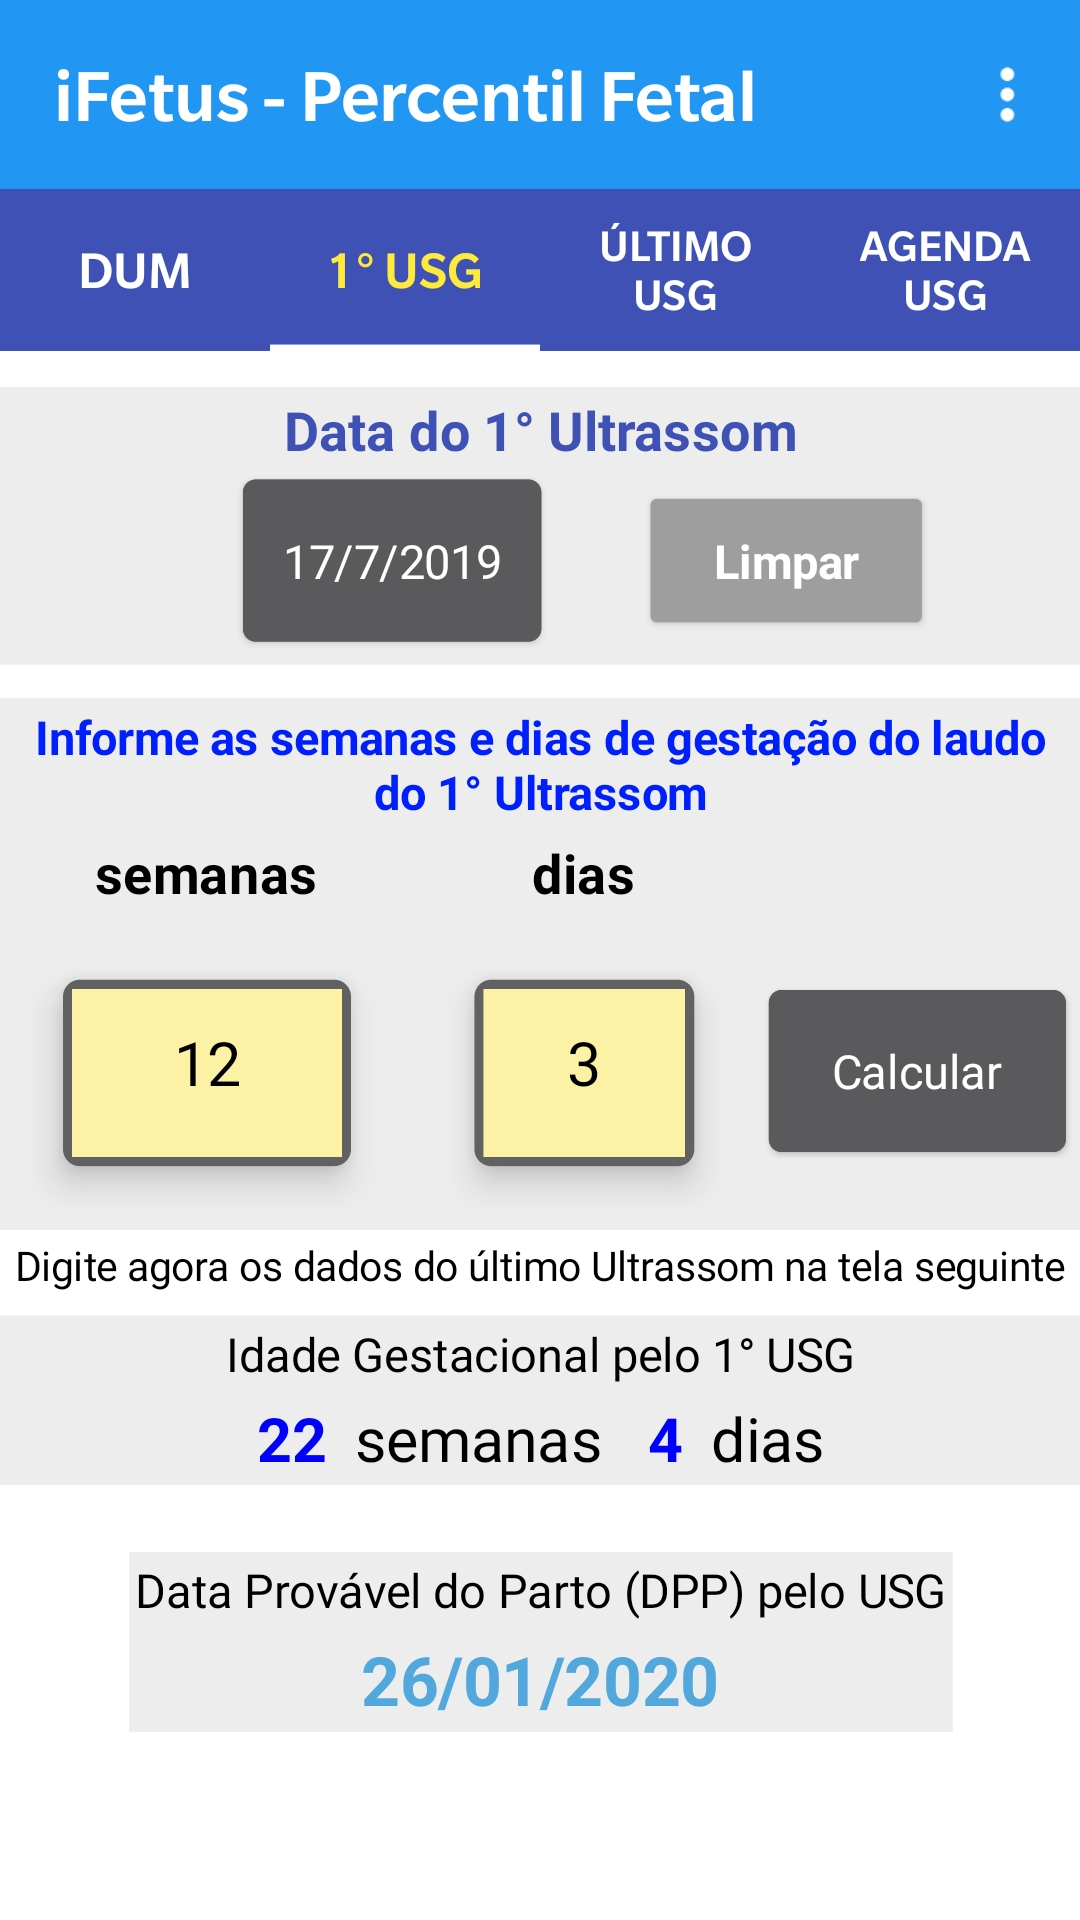 iFetus - Percentil Fetal
DUM
1° USG
ÚLTIMO
USG
AGENDA
USG
Data do 1° Ultrassom
17/7/2019
Limpar
Informe as semanas e dias de gestação do laudo
do 1° Ultrassom
semanas dias
12 3 Calcular
Digite agora os dados do último Ultrassom na tela seguinte
Idade Gestacional pelo 1° USG
22 semanas 4 dias
Data Provável do Parto (DPP) pelo USG
26/01/2020